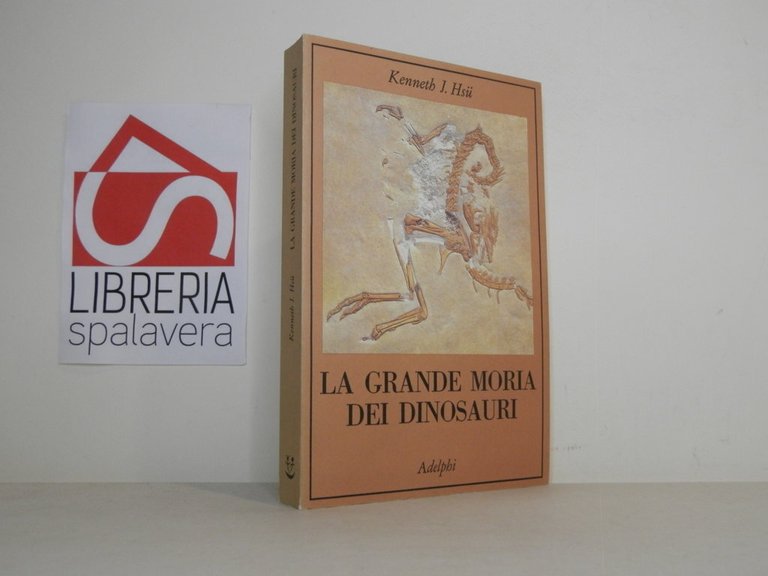 LIBRERIA
spalavera
Kenneth J. Hsü
LA GRANDE MORIA DEI DINOSAURI
Kenneth J. Hsü
LA GRANDE MORIA
DEI DINOSAURI
Adelphi